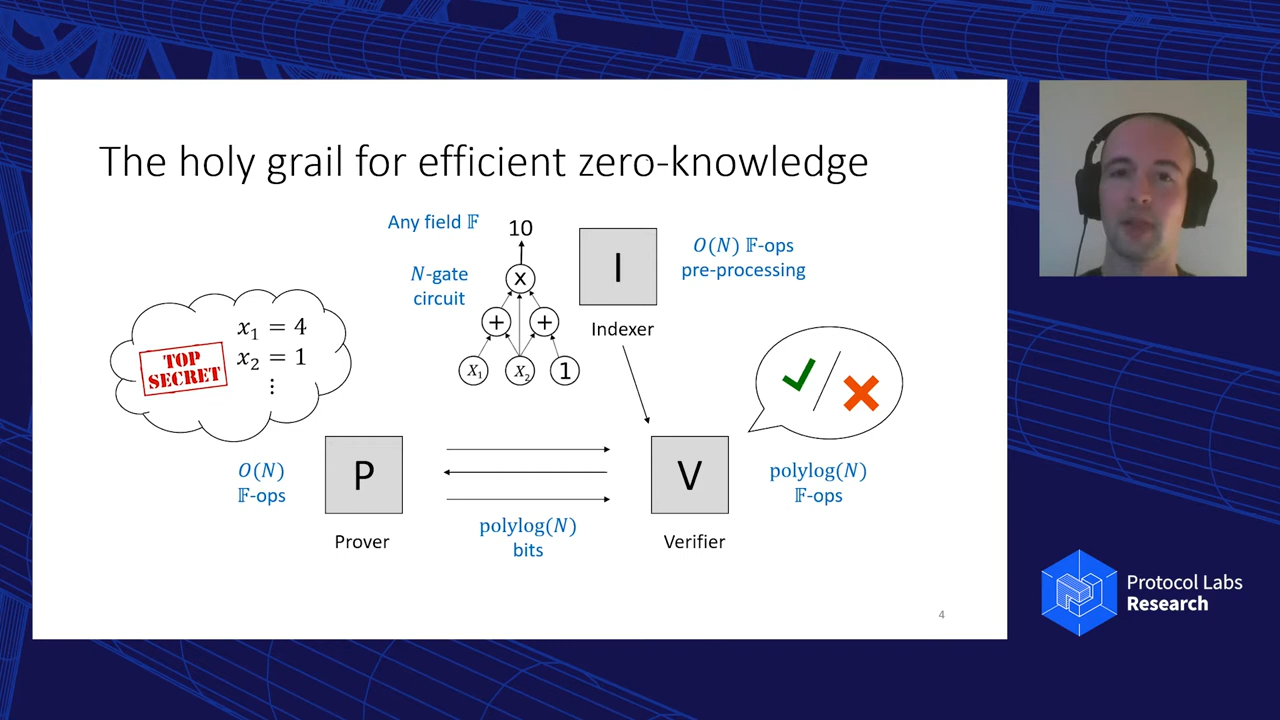 The holy grail for efficient zero-knowledge
Any field 𝔽
10
N-gate
circuit
x
+
+
X₁
X₂
1
I
Indexer
O(N) 𝔽-ops
pre-processing
TOP
SECRET
x₁ = 4
x₂ = 1
⋮
O(N)
𝔽-ops
P
Prover
polylog(N)
bits
V
Verifier
polylog(N)
𝔽-ops
4
Protocol Labs
Research